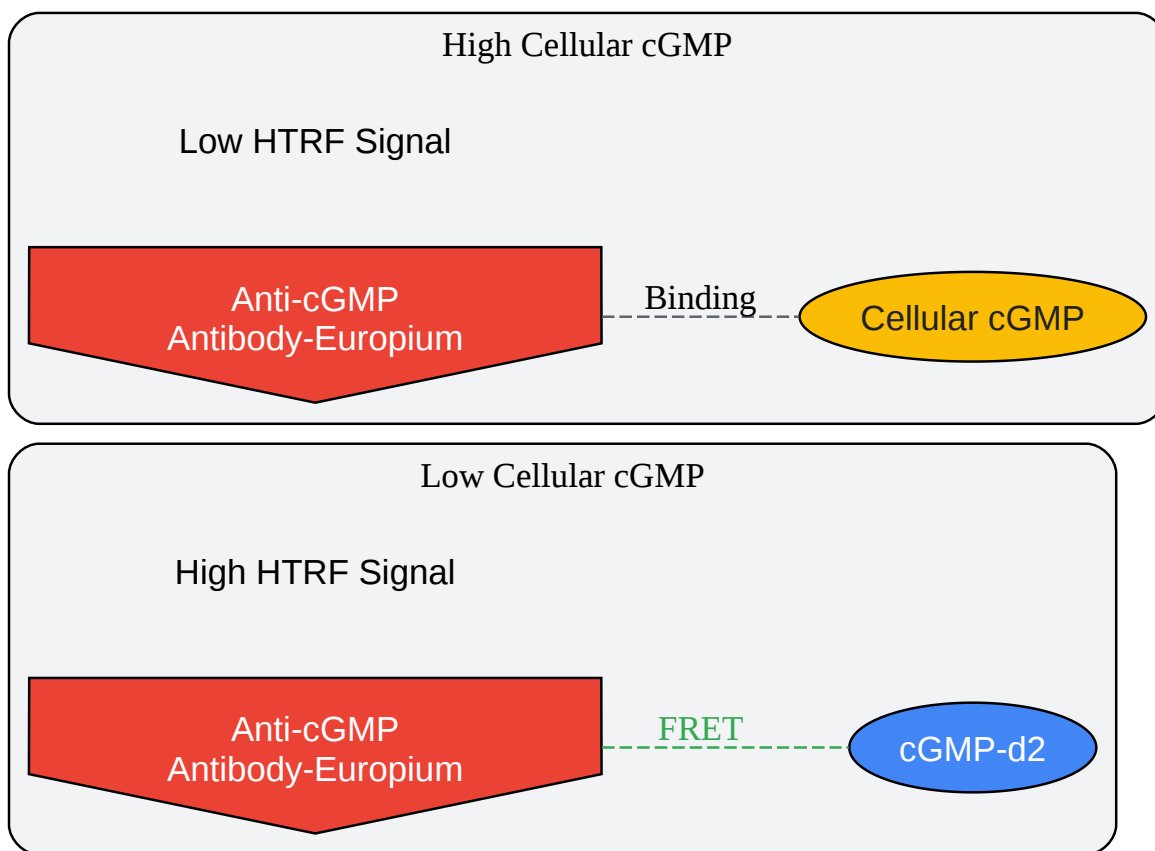 High Cellular cGMP
Low HTRF Signal
Anti-cGMP
Antibody-Europium
Binding
Cellular cGMP
Low Cellular cGMP
High HTRF Signal
Anti-cGMP
Antibody-Europium
FRET
cGMP-d2